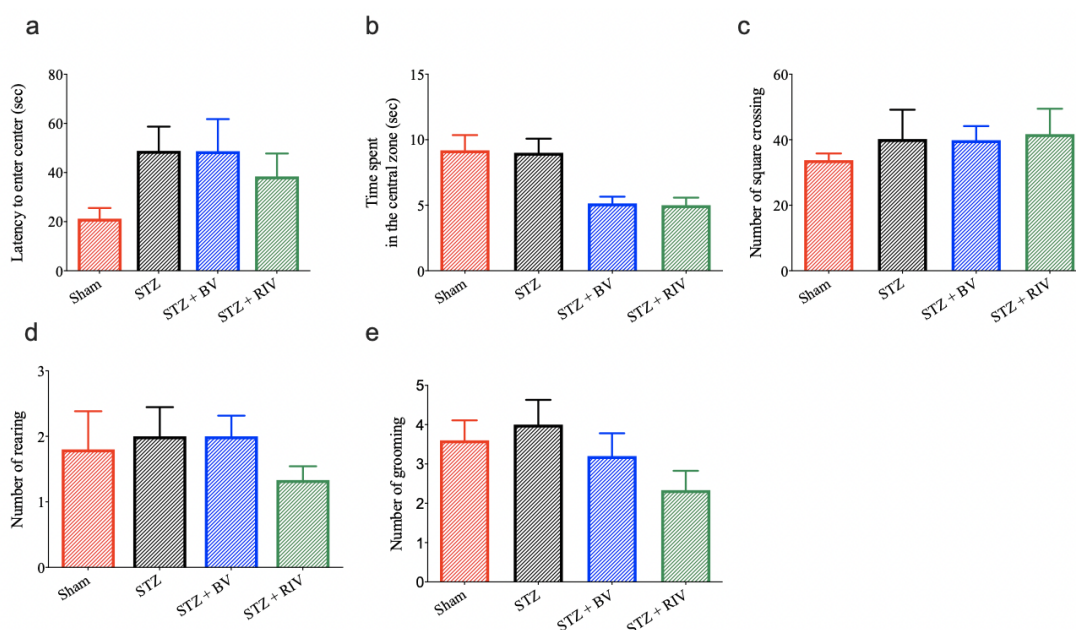 a
Latency to enter center (sec)
80
60
40
20
0
Sham
STZ
STZ + BV
STZ + RIV
b
Time spent
in the central zone (sec)
15
10
5
0
Sham
STZ
STZ + BV
STZ + RIV
c
Number of square crossing
60
40
20
0
Sham
STZ
STZ + BV
STZ + RIV
d
Number of rearing
3
2
1
0
Sham
STZ
STZ + BV
STZ + RIV
e
Number of grooming
5
4
3
2
1
0
Sham
STZ
STZ + BV
STZ + RIV